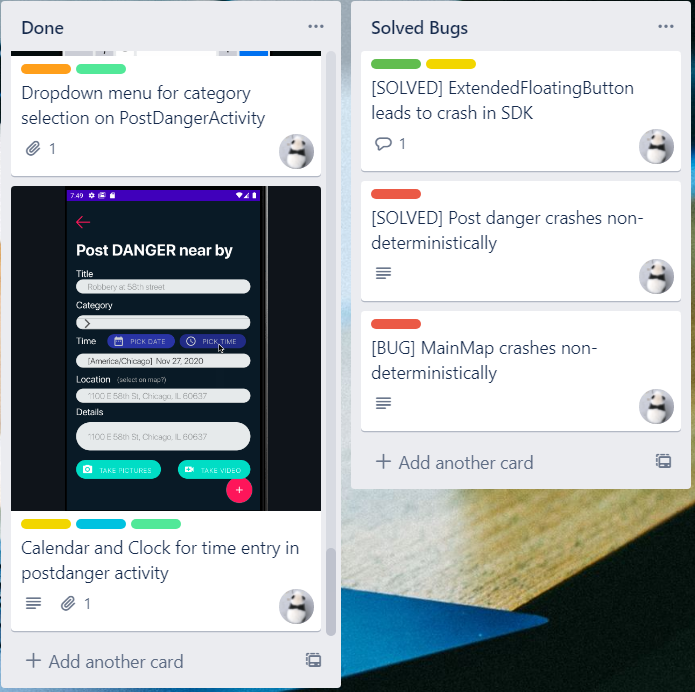 Done
Dropdown menu for category
selection on PostDangerActivity
1
7:49
Post DANGER near by
Title
Robbery at 58th street
Category
Time
PICK DATE
PICK TIME
[America/Chicago] Nov 27, 2020
Location (select on map?)
1100 E 58th St, Chicago, IL 60637
Details
1100 E 58th St, Chicago, IL 60637
TAKE PICTURES
TAKE VIDEO
+
Calendar and Clock for time entry in
postdanger activity
1
+ Add another card
Solved Bugs
[SOLVED] ExtendedFloatingButton
leads to crash in SDK
1
[SOLVED] Post danger crashes non-
deterministically
[BUG] MainMap crashes non-
deterministically
+ Add another card